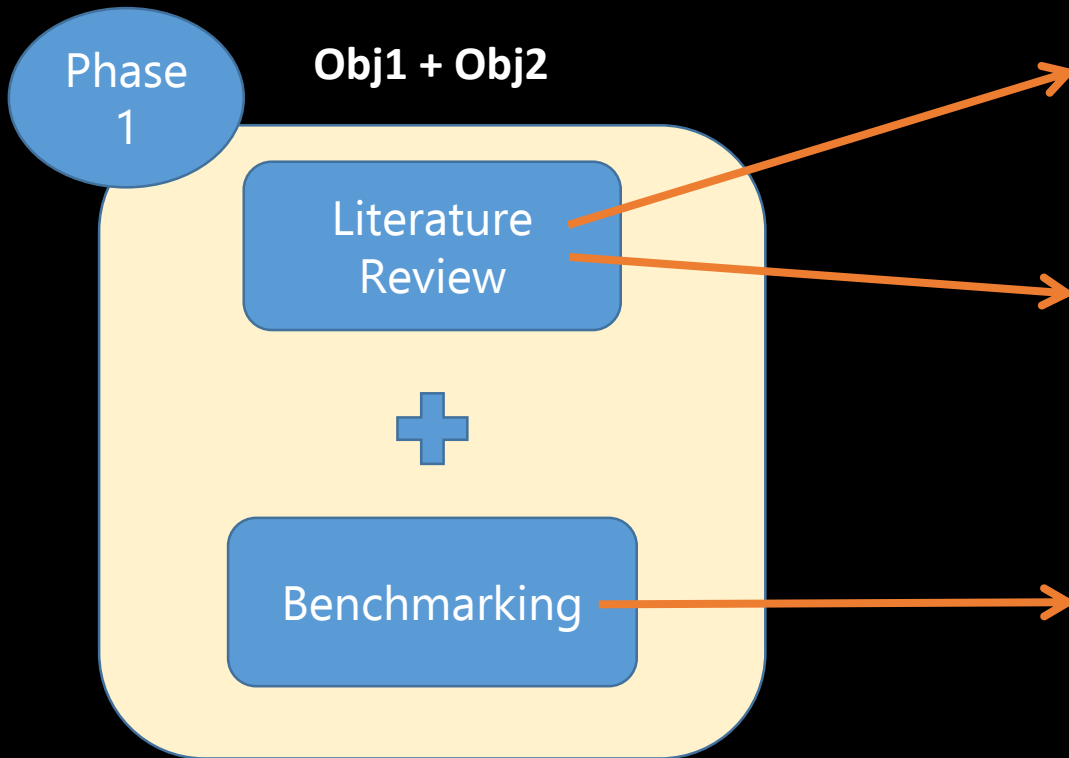 Phase
1
Obj1 + Obj2
Literature
Review
Benchmarking